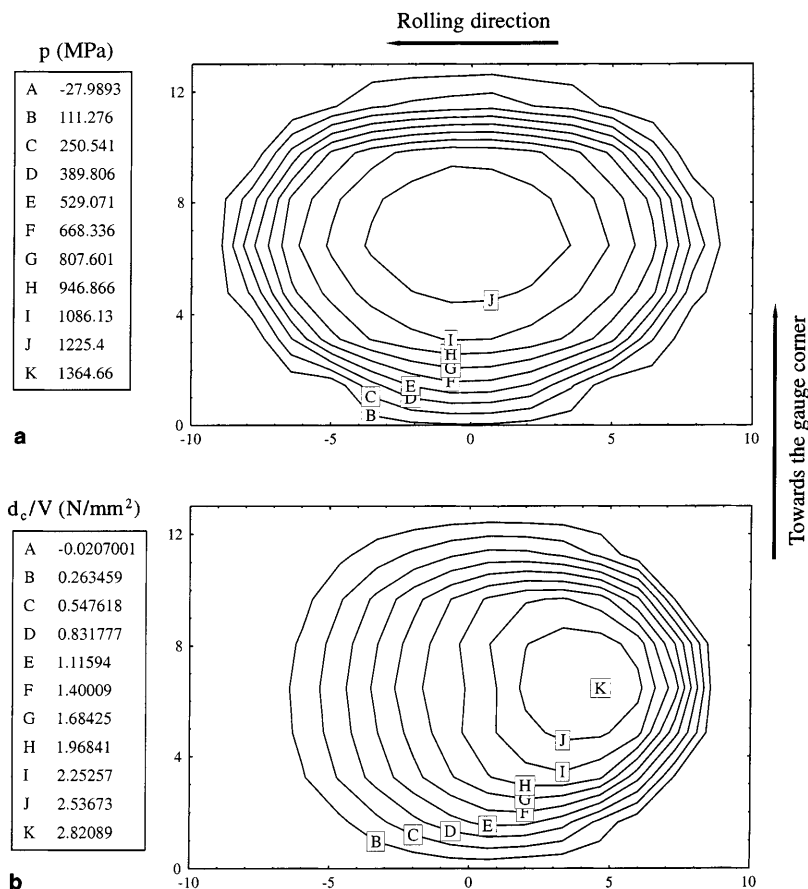 Rolling direction
p (MPa)
A -27.9893
B 111.276
C 250.541
D 389.806
E 529.071
F 668.336
G 807.601
H 946.866
I 1086.13
J 1225.4
K 1364.66
12
8
4
0
J
I
H
G
F
E
D
C
B
-10 -5 0 5 10
a
Towards the gauge corner
d_c/V (N/mm²)
A -0.0207001
B 0.263459
C 0.547618
D 0.831777
E 1.11594
F 1.40009
G 1.68425
H 1.96841
I 2.25257
J 2.53673
K 2.82089
12
8
4
0
K
J
I
H
G
F
E
D
C
B
-10 -5 0 5 10
b